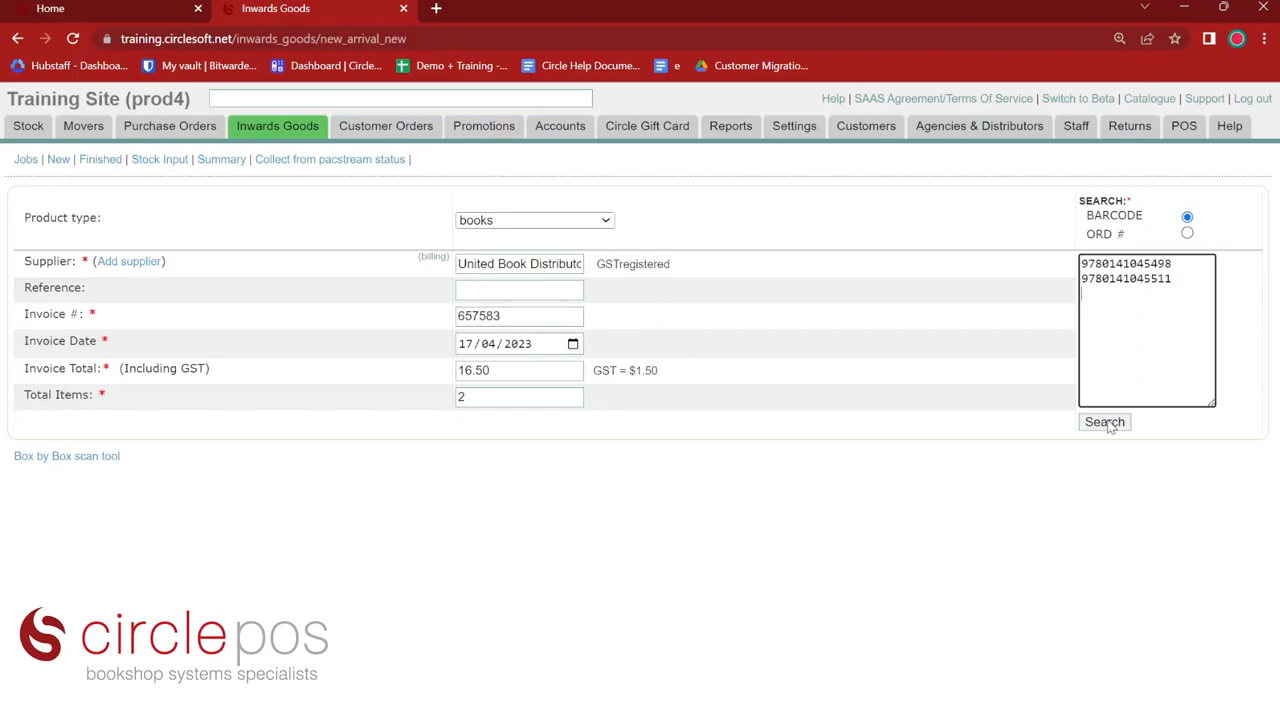 Home
Inwards Goods
training.circlesoft.net/inwards_goods/new_arrival_new
Hubstaff - Dashboa... My vault | Bitwarde... Dashboard | Circle... Demo + Training -... Circle Help Docume... e Customer Migratio...
Training Site (prod4)
Help | SAAS Agreement/Terms Of Service | Switch to Beta | Catalogue | Support | Log out
Stock Movers Purchase Orders Inwards Goods Customer Orders Promotions Accounts Circle Gift Card Reports Settings Customers Agencies & Distributors Staff Returns POS Help
Jobs | New | Finished | Stock Input | Summary | Collect from pacstream status |
Product type: books
SEARCH:*
BARCODE
ORD #
Supplier: * (Add supplier) (billing) United Book Distributo GSTregistered
9780141045498
9780141045511
Reference:
Invoice #: * 657583
Invoice Date * 17/04/2023
Invoice Total:* (Including GST) 16.50 GST = $1.50
Total Items: * 2
Search
Box by Box scan tool
circlepos
bookshop systems specialists